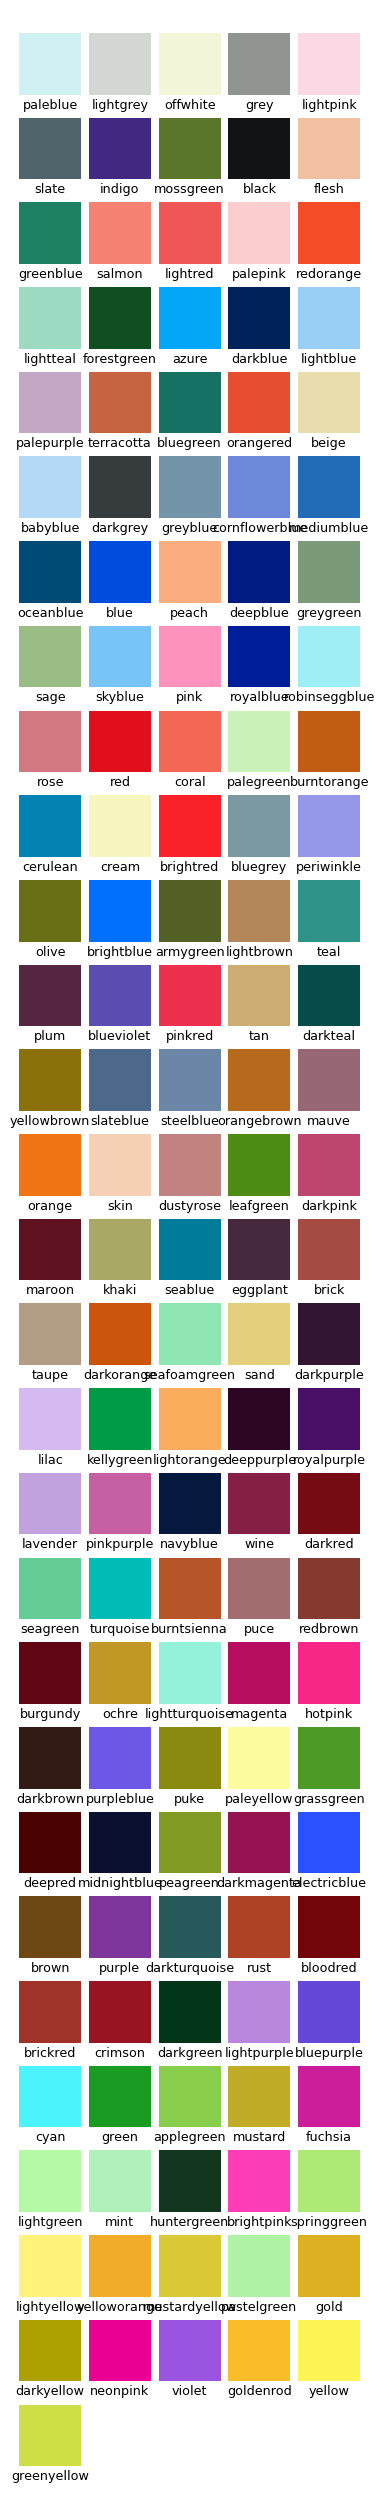 paleblue lightgrey offwhite grey lightpink
slate indigo mossgreen black flesh
greenblue salmon lightred palepink redorange
lightteal forestgreen azure darkblue lightblue
palepurple terracotta bluegreen orangered beige
babyblue darkgrey greyblue cornflowerblue mediumblue
oceanblue blue peach deepblue greygreen
sage skyblue pink royalblue robinseggblue
rose red coral palegreen burntorange
cerulean cream brightred bluegrey periwinkle
olive brightblue armygreen lightbrown teal
plum blueviolet pinkred tan darkteal
yellowbrown slateblue steelblue orangebrown mauve
orange skin dustyrose leafgreen darkpink
maroon khaki seablue eggplant brick
taupe darkorange seafoamgreen sand darkpurple
lilac kellygreen lightorange deeppurple royalpurple
lavender pinkpurple navyblue wine darkred
seagreen turquoise burntsienna puce redbrown
burgundy ochre lightturquoise magenta hotpink
darkbrown purpleblue puke paleyellow grassgreen
deepred midnightblue peagreen darkmagenta electricblue
brown purple darkturquoise rust bloodred
brickred crimson darkgreen lightpurple bluepurple
cyan green applegreen mustard fuchsia
lightgreen mint huntergreen brightpink springgreen
lightyellow yelloworange mustardyellow pastelgreen gold
darkyellow neonpink violet goldenrod yellow
greenyellow